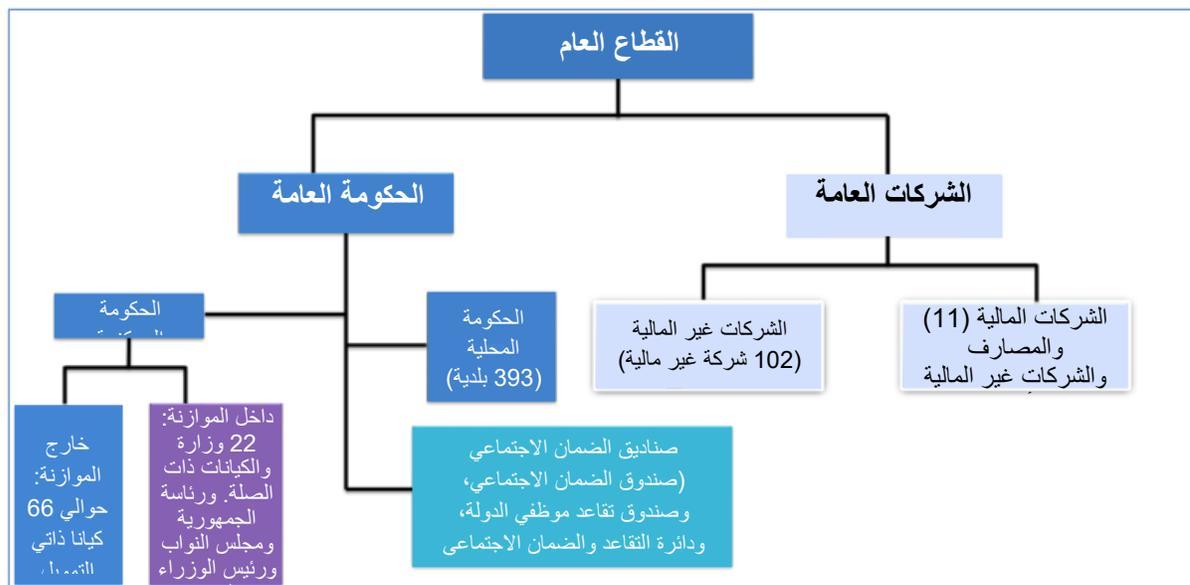 القطاع العام
الحكومة العامة
الشركات العامة
الحكومة
الحكومة
المحلية
(393 بلدية)
الشركات غير المالية
(102 شركة غير مالية)
الشركات المالية (11)
والمصارف
والشركات غير المالية
خارج
الموازنة:
حوالي 66
كيانا ذاتي
التمويل
داخل الموازنة:
22 وزارة
والكيانات ذات
الصلة. ورئاسة
الجمهورية
ومجلس النواب
ورئيس الوزراء
صناديق الضمان الاجتماعي
(صندوق الضمان الاجتماعي،
وصندوق تقاعد موظفي الدولة،
ودائرة التقاعد والضمان الاجتماعي